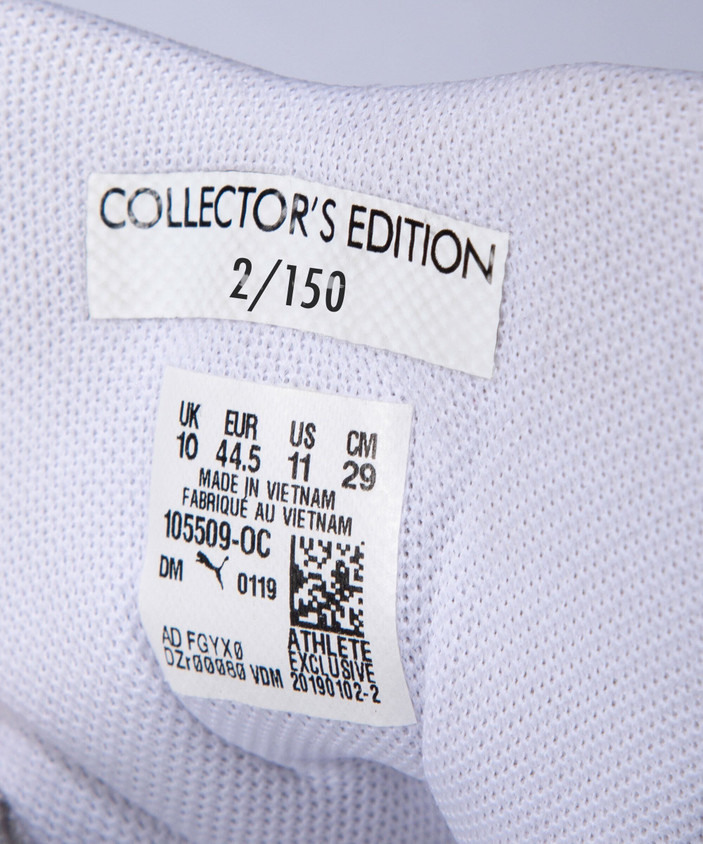 COLLECTOR'S EDITION
2/150
UK EUR US CM
10 44.5 11 29
MADE IN VIETNAM
FABRIQUÉ AU VIETNAM
105509-0C
DM 0119
ATHLETE
EXCLUSIVE
20190102-2
AD FGYX0
DZr00080 VDM